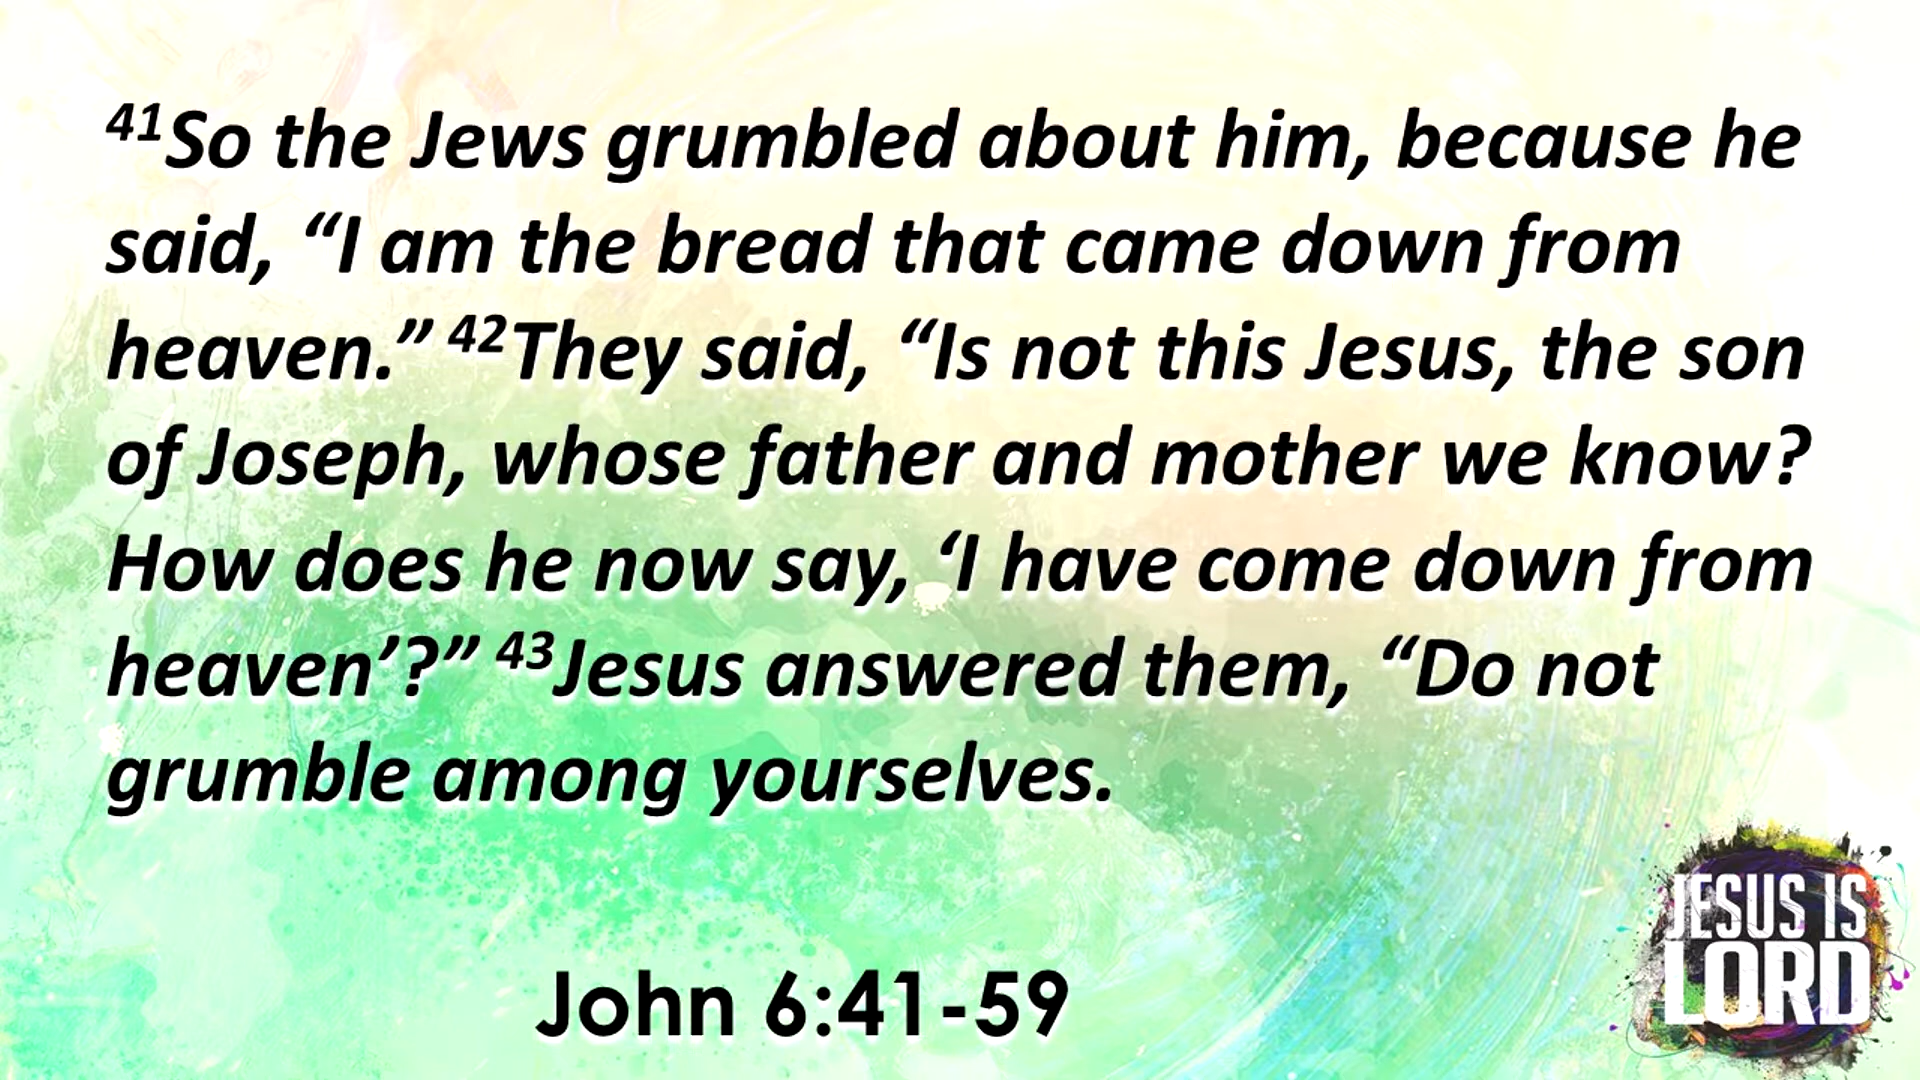 41So the Jews grumbled about him, because he
said, “I am the bread that came down from
heaven.” 42They said, “Is not this Jesus, the son
of Joseph, whose father and mother we know?
How does he now say, ‘I have come down from
heaven’?” 43Jesus answered them, “Do not
grumble among yourselves.
John 6:41-59
JESUS IS
LORD